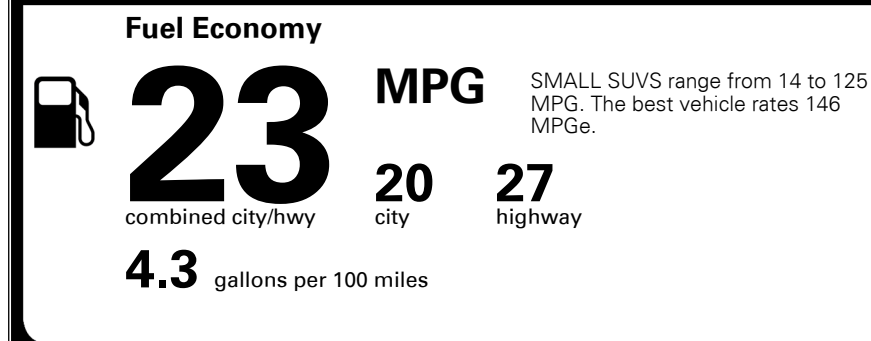 Fuel Economy
23
MPG
SMALL SUVS range from 14 to 125
MPG. The best vehicle rates 146
MPGe.
20
27
combined city/hwy
city
highway
4.3 gallons per 100 miles